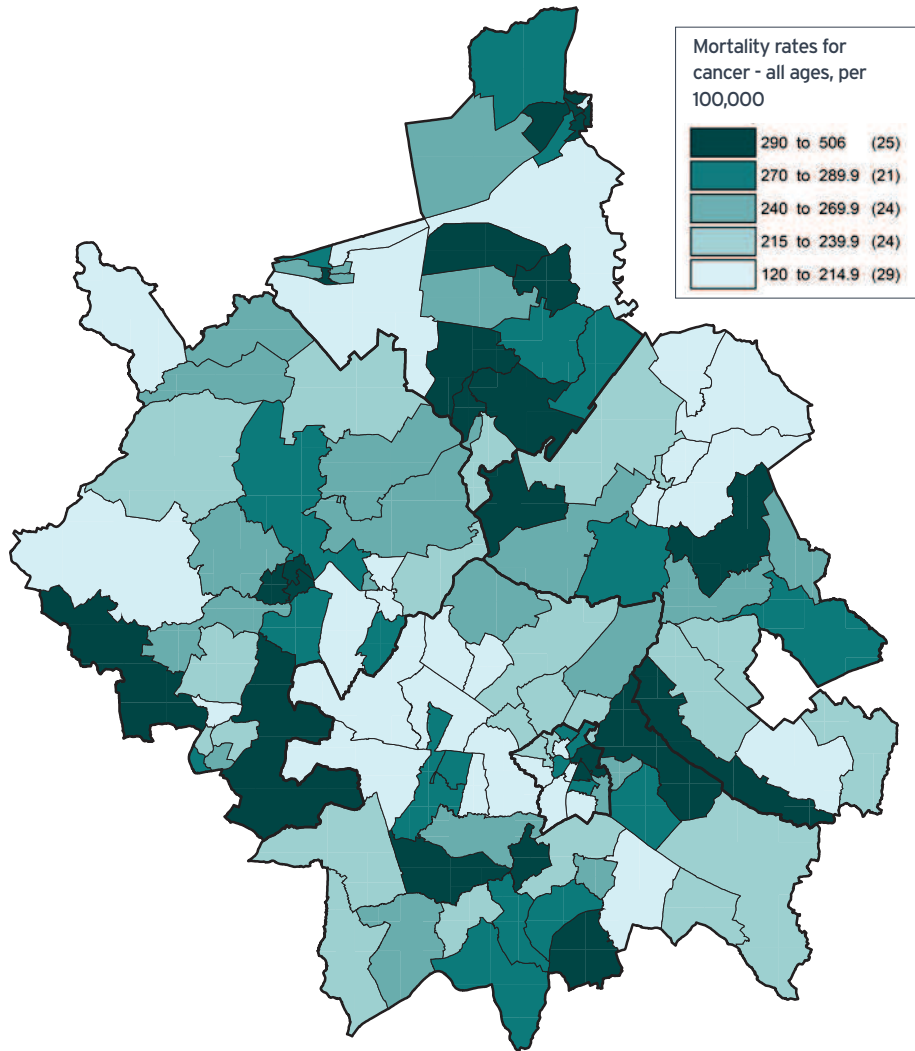 Mortality rates for
cancer - all ages, per
100,000
290 to 506 (25)
270 to 289.9 (21)
240 to 269.9 (24)
215 to 239.9 (24)
120 to 214.9 (29)